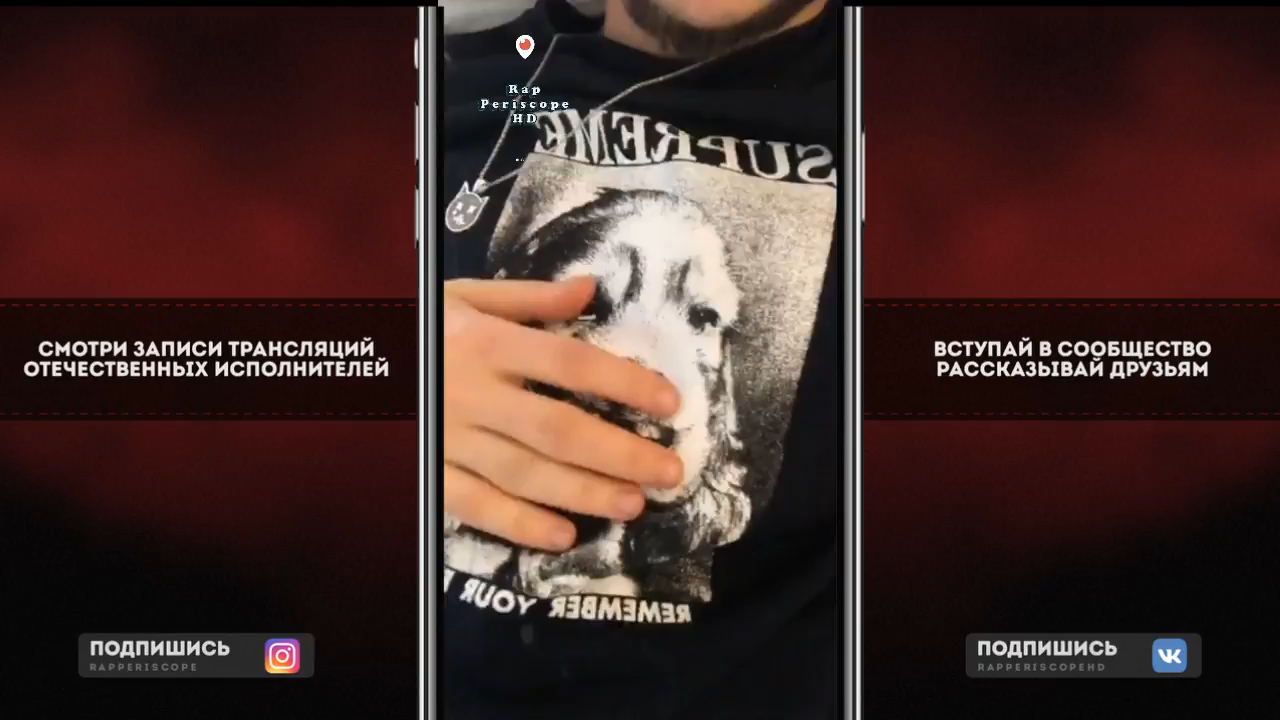 Rap
Periscope
HD
...
SUPREME
REMEMBER YOUR
СМОТРИ ЗАПИСИ ТРАНСЛЯЦИЙ
ОТЕЧЕСТВЕННЫХ ИСПОЛНИТЕЛЕЙ
ВСТУПАЙ В СООБЩЕСТВО
РАССКАЗЫВАЙ ДРУЗЬЯМ
ПОДПИШИСЬ
RAPPERISCOPE
ПОДПИШИСЬ
RAPPERISCOPEHD